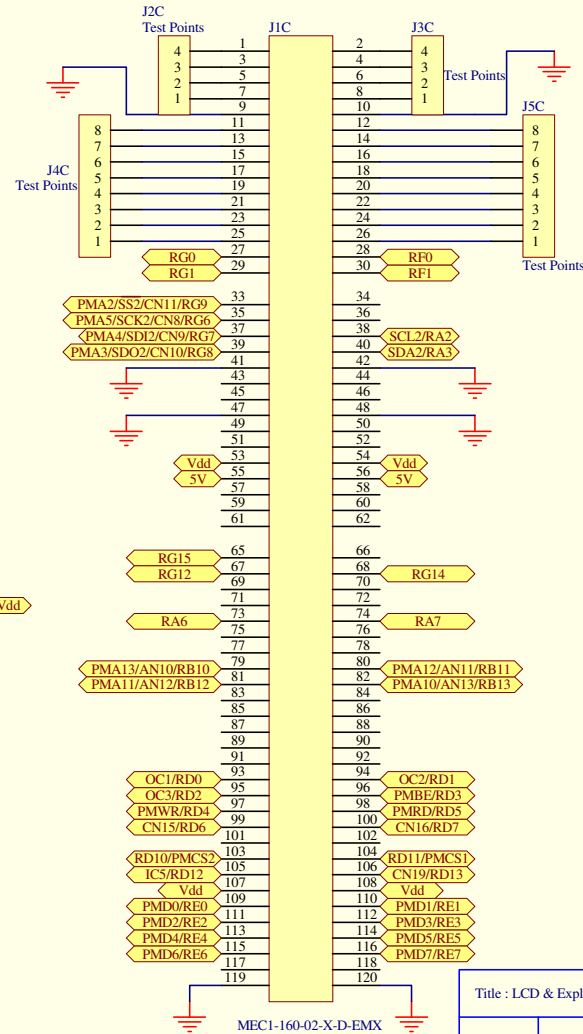 J2C
Test Points
J1C
J3C
Test Points
J4C
Test Points
J5C
Test Points
4
3
2
1
4
3
2
1
8
7
6
5
4
3
2
1
8
7
6
5
4
3
2
1
1 2
3 4
5 6
7 8
9 10
11 12
13 14
15 16
17 18
19 20
21 22
23 24
25 26
RG0 27 28 RF0
RG1 29 30 RF1
PMA2/SS2/CN11/RG9 33 34
PMA5/SCK2/CN8/RG6 35 36
PMA4/SDI2/CN9/RG7 37 38 SCL2/RA2
PMA3/SDO2/CN10/RG8 39 40 SDA2/RA3
41 42
43 44
45 46
47 48
49 50
51 52
Vdd 53 54 Vdd
5V 55 56 5V
57 58
59 60
61 62
RG15 65 66
RG12 67 68 RG14
69 70
71 72
Vdd
RA6 73 74 RA7
75 76
77 78
PMA13/AN10/RB10 79 80 PMA12/AN11/RB11
PMA11/AN12/RB12 81 82 PMA10/AN13/RB13
83 84
85 86
87 88
89 90
91 92
OC1/RD0 93 94 OC2/RD1
OC3/RD2 95 96 PMBE/RD3
PMWR/RD4 97 98 PMRD/RD5
CN15/RD6 99 100 CN16/RD7
101 102
RD10/PMCS2 103 104 RD11/PMCS1
IC5/RD12 105 106 CN19/RD13
Vdd 107 108 Vdd
PMD0/RE0 109 110 PMD1/RE1
PMD2/RE2 111 112 PMD3/RE3
PMD4/RE4 113 114 PMD5/RE5
PMD6/RE6 115 116 PMD7/RE7
117 118
119 120
MEC1-160-02-X-D-EMX
Title : LCD & Expl